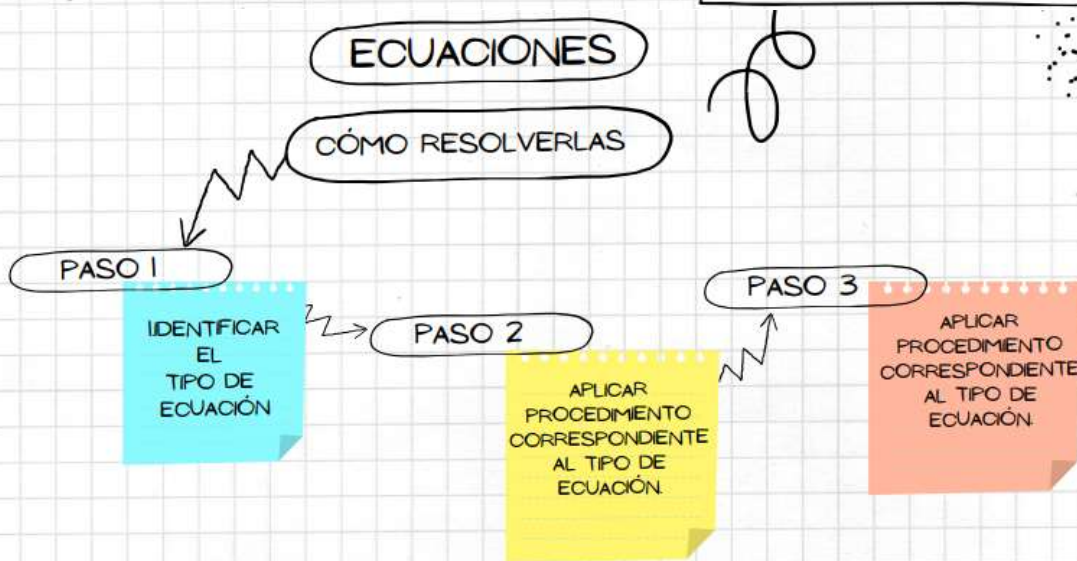 ECUACIONES
CÓMO RESOLVERLAS
PASO 1
IIDENTIFICAR
EL
TIPO DE
ECUACIÓN
PASO 2
APLICAR
PROCEDIMIENTO
CORRESPONDIENTE
AL TIPO DE
ECUACIÓN.
PASO 3
APLICAR
PROCEDIMIENTO
CORRESPONDIENTE
AL TIPO DE
ECUACIÓN.